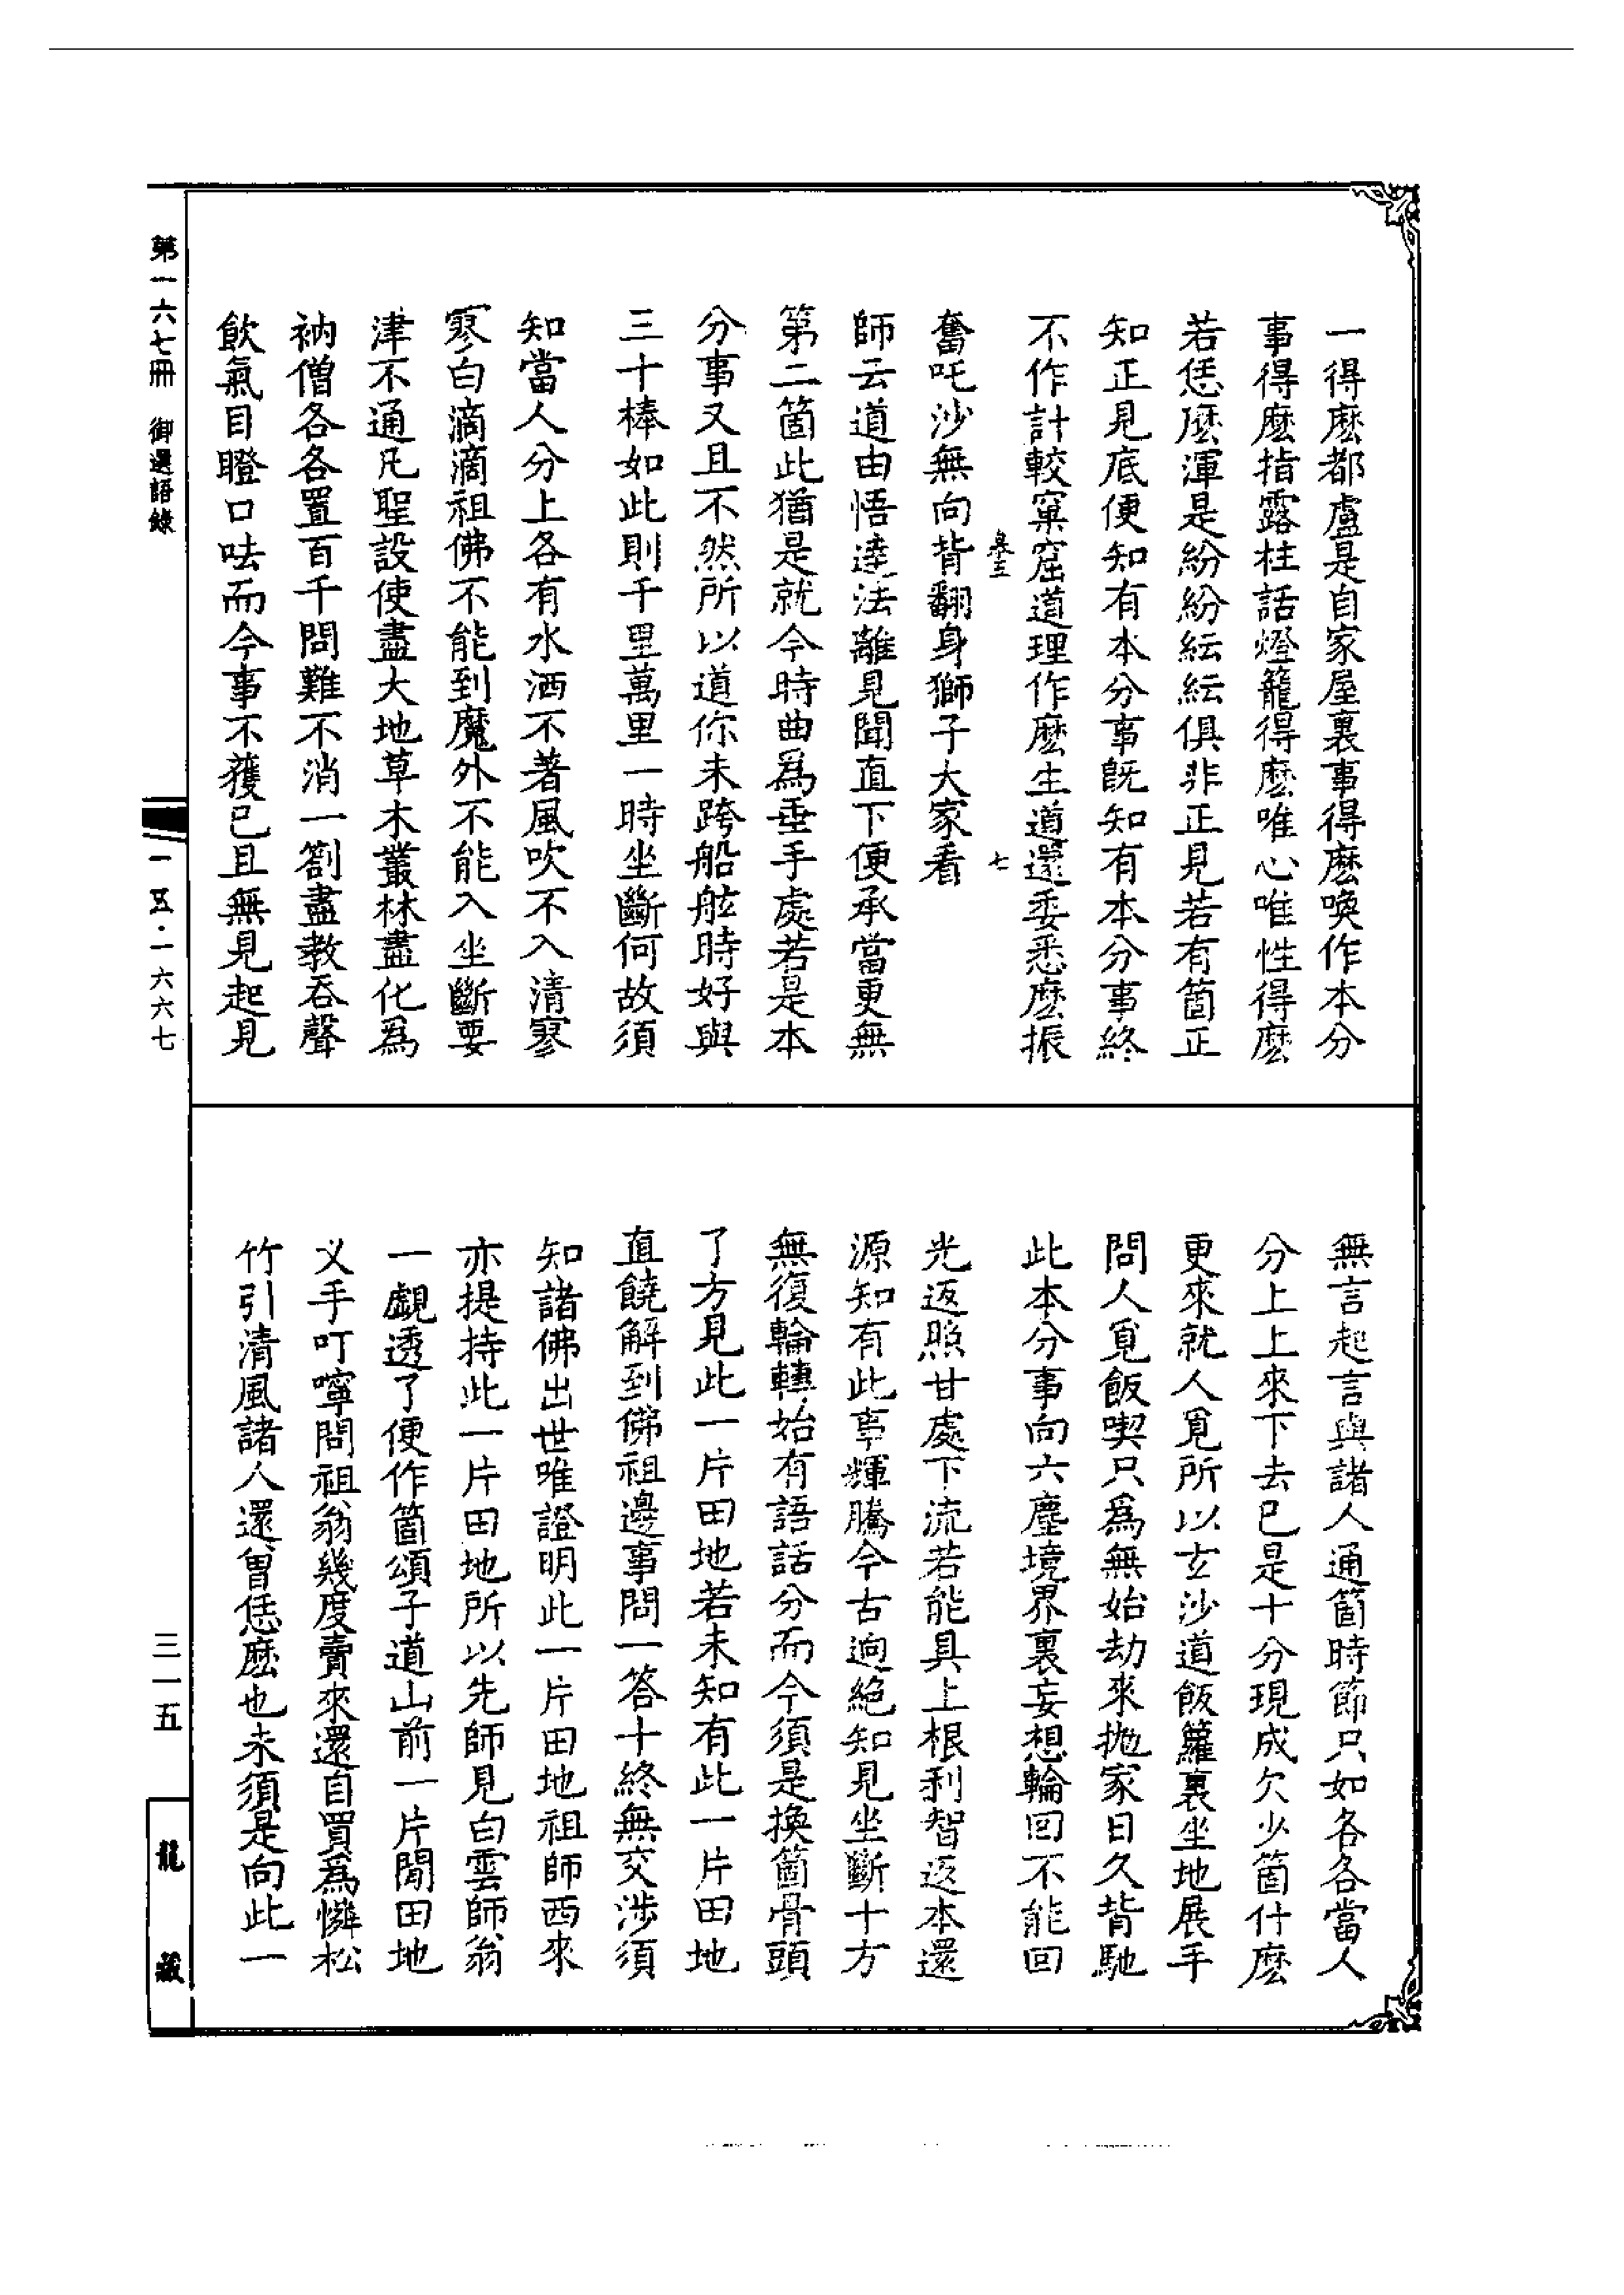 一得麽都盧是自家屋裏事得麽喚作本分
事得麽指露柱話燈籠得麽唯心唯性得麽
若恁麽渾是紛紛紜紜俱非正見若有箇正
知正見底便知有本分事既知有本分事終
不作計較窠窟道理作麽生道還委悉麽振
七
奮吒沙無向背翻身獅子大家看
師云道由悟達法離見聞直下便承當更無
第二箇此猶是就今時曲爲垂手處若是本
分事又且不然所以道你未跨船舷時好與
三十棒如此則千里萬里一時坐斷何故須
知當人分上各有水洒不著風吹不入清寥
寥白滴滴祖佛不能到魔外不能入坐斷要
津不通凡聖設使盡大地草木叢林盡化爲
衲僧各各置百千問難不消一劄盡教吞聲
飲氣目瞪口呿而今事不獲已且無見起見
無言起言與諸人通箇時節只如各各當人
分上上來下去已是十分現成欠少箇什麽
更來就人覓所以玄沙道飯籮裏坐地展手
問人覓飯喫只爲無始劫來拋家日久背馳
此本分事向六塵境界裏妄想輪回不能回
光返照甘處下流若能具上根利智返本還
源知有此事輝騰今古逈絕知見坐斷十方
無復輪轉始有語話分而今須是換箇骨頭
了方見此一片田地若未知有此一片田地
直饒解到佛祖邊事問一答十終無交涉須
知諸佛出世唯證明此一片田地祖師西來
亦提持此一片田地所以先師見白雲師翁
一覷透了便作箇頌子道山前一片閒田地
义手叮嚀問祖翁幾度賣來還自買爲憐松
竹引清風諸人還曾恁麽也未須是向此一
第一六七冊 御選語錄
一五·一六六七
三一五
龍藏